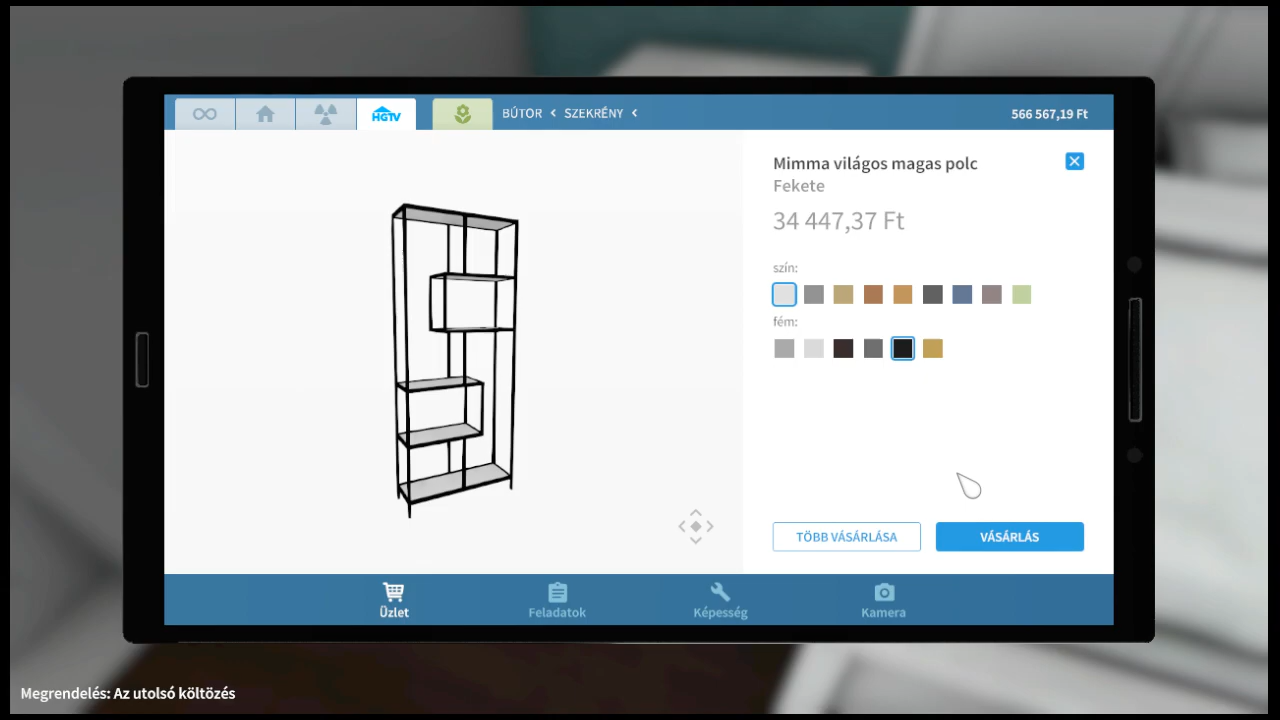 HGTV
BÚTOR < SZEKRÉNY <
566 567,19 Ft
Mimma világos magas polc
Fekete
34 447,37 Ft
szín:
fém:
TÖBB VÁSÁRLÁSA
VÁSÁRLÁS
Üzlet
Feladatok
Képesség
Kamera
Megrendelés: Az utolsó költözés